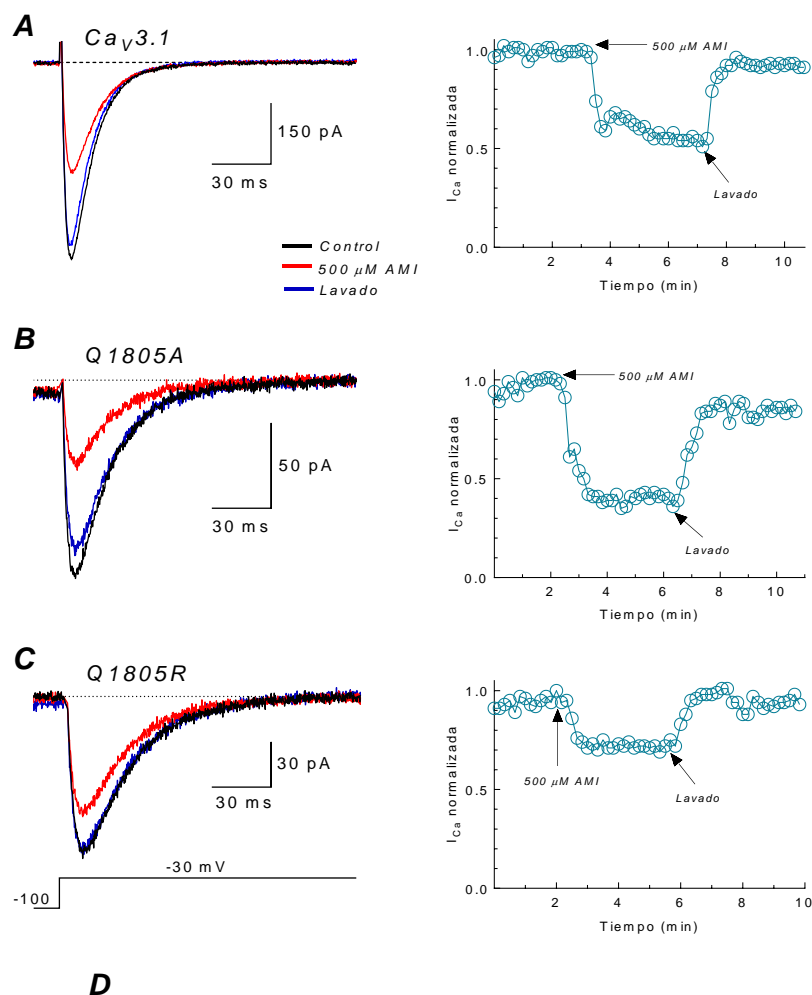 A
CaV3.1
150 pA
30 ms
Control
500 μM AMI
Lavado
1.0
0.5
0.0
ICa normalizada
500 μM AMI
Lavado
2 4 6 8 10
Tiempo (min)
B
Q1805A
50 pA
30 ms
1.0
0.5
0.0
ICa normalizada
500 μM AMI
Lavado
2 4 6 8 10
Tiempo (min)
C
Q1805R
30 pA
30 ms
-30 mV
-100
1.0
0.5
0.0
ICa normalizada
500 μM AMI
Lavado
2 4 6 8 10
Tiempo (min)
D